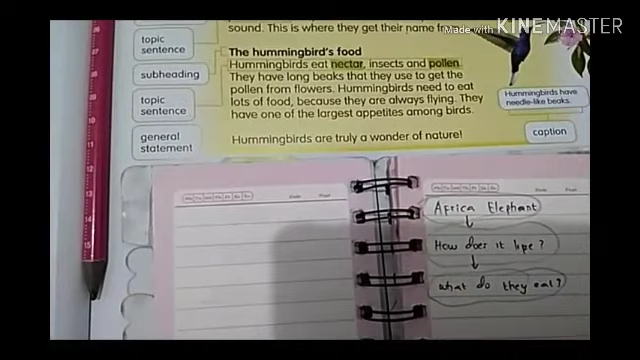 sound. This is where they get their name from
Made with KINEMASTER
topic
sentence
The hummingbird's food
subheading
Hummingbirds eat nectar, insects and pollen.
They have long beaks that they use to get the
pollen from flowers. Hummingbirds need to eat
lots of food, because they are always flying. They
have one of the largest appetites among birds.
topic
sentence
Hummingbirds have
needle-like beaks.
caption
general
statement
Hummingbirds are truly a wonder of nature!
Africa Elephant
How does it lope?
what do they eat?